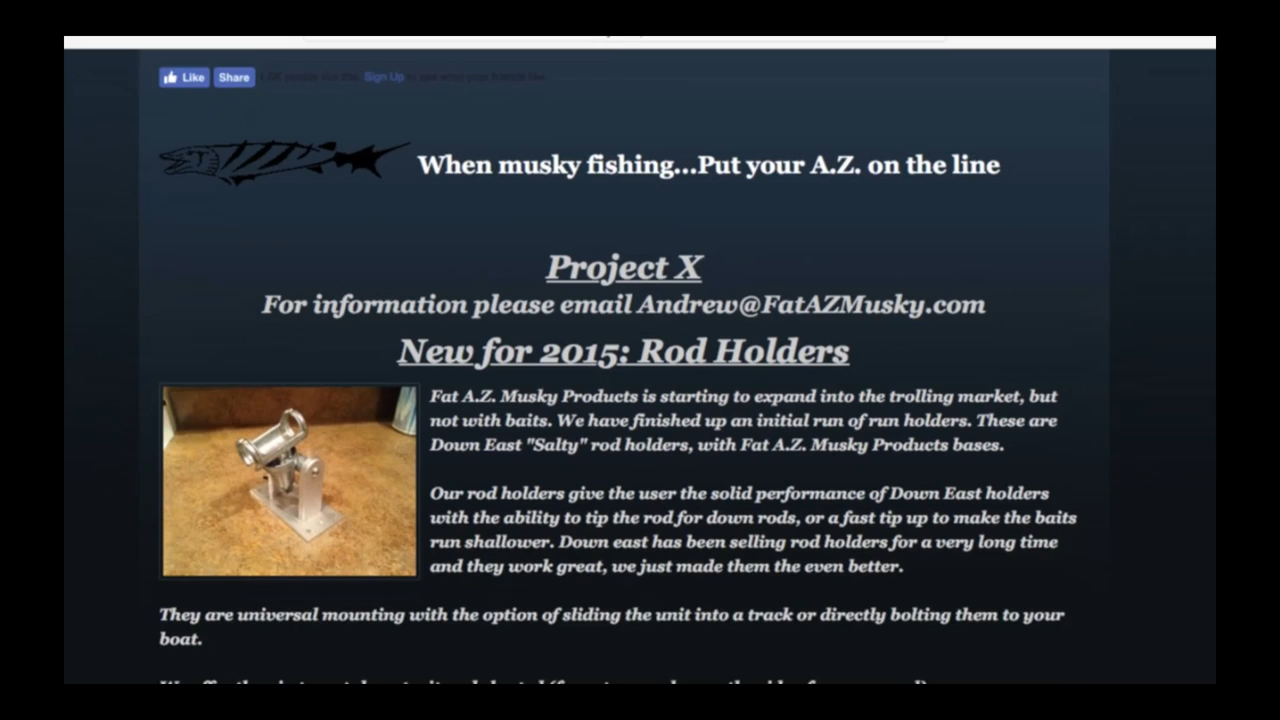 Like Share Sign Up
When musky fishing...Put your A.Z. on the line
Project X
For information please email Andrew@FatAZMusky.com
New for 2015: Rod Holders
Fat A.Z. Musky Products is starting to expand into the trolling market, but
not with baits. We have finished up an initial run of run holders. These are
Down East "Salty" rod holders, with Fat A.Z. Musky Products bases.
Our rod holders give the user the solid performance of Down East holders
with the ability to tip the rod for down rods, or a fast tip up to make the baits
run shallower. Down east has been selling rod holders for a very long time
and they work great, we just made them the even better.
They are universal mounting with the option of sliding the unit into a track or directly bolting them to your
boat.